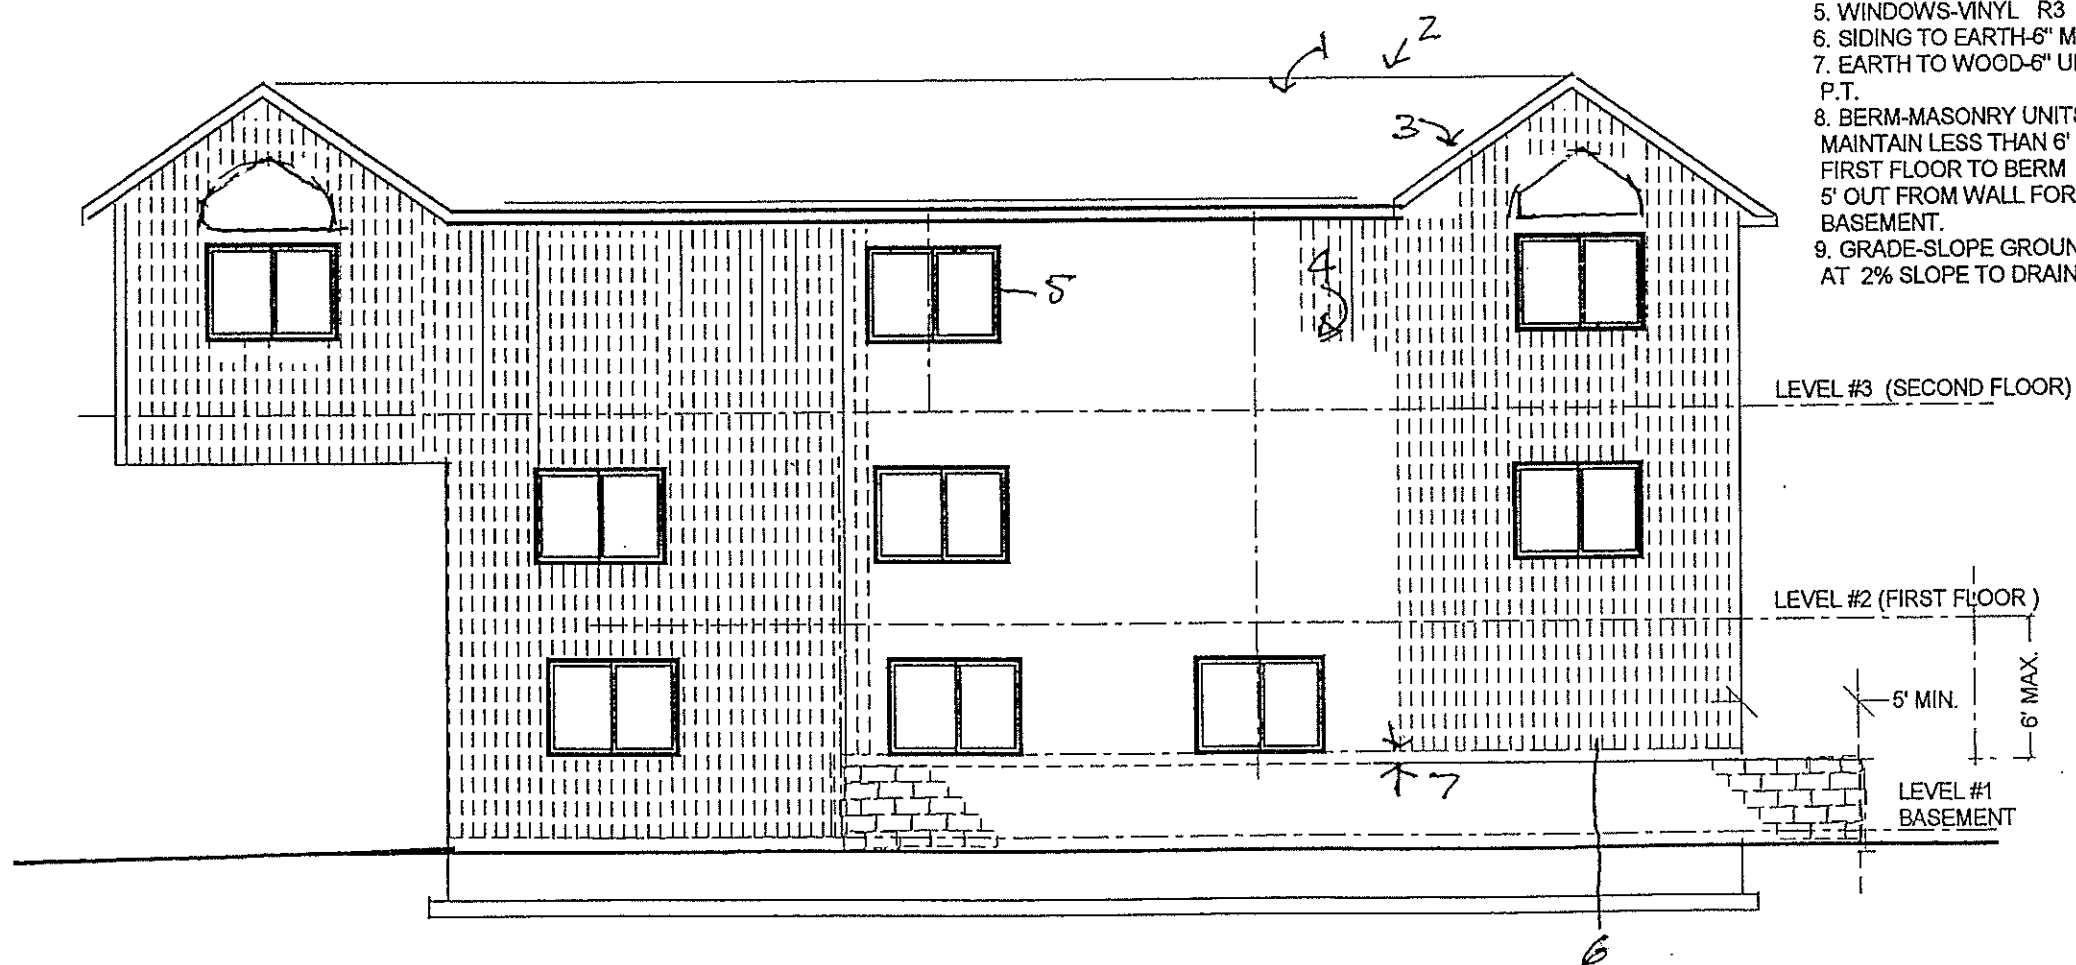 5. WINDOWS-VINYL R3
6. SIDING TO EARTH-6"
7. EARTH TO WOOD-6"
P.T.
8. BERM-MASONRY UNITS
MAINTAIN LESS THAN 6'
FIRST FLOOR TO BERM
5' OUT FROM WALL FOR
BASEMENT.
9. GRADE-SLOPE
AT 2% SLOPE TO DRAIN
1
2
3
4
5
LEVEL #3 (SECOND FLOOR)
LEVEL #2 (FIRST FLOOR)
6' MAX.
5' MIN.
7
LEVEL #1
BASEMENT
6